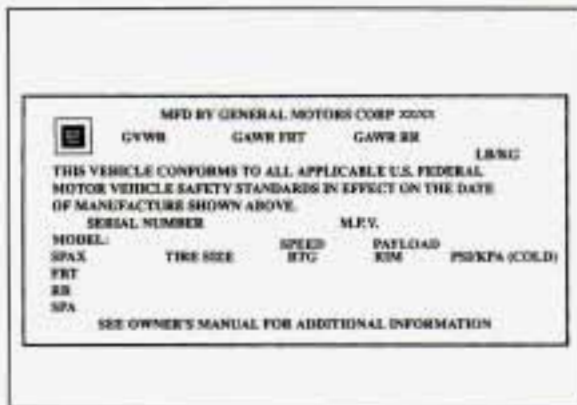 MFD BY GENERAL MOTORS CORP XX/XX
GVWR GAWR FRT GAWR RR
LB/KG
THIS VEHICLE CONFORMS TO ALL APPLICABLE U.S. FEDERAL
MOTOR VEHICLE SAFETY STANDARDS IN EFFECT ON THE DATE
OF MANUFACTURE SHOWN ABOVE.
SERIAL NUMBER M.P.V.
MODEL: SPEED PAYLOAD
SPAX TIRE SIZE RTG RIM PSI/KPA (COLD)
FRT
RR
SPA
SEE OWNER'S MANUAL FOR ADDITIONAL INFORMATION